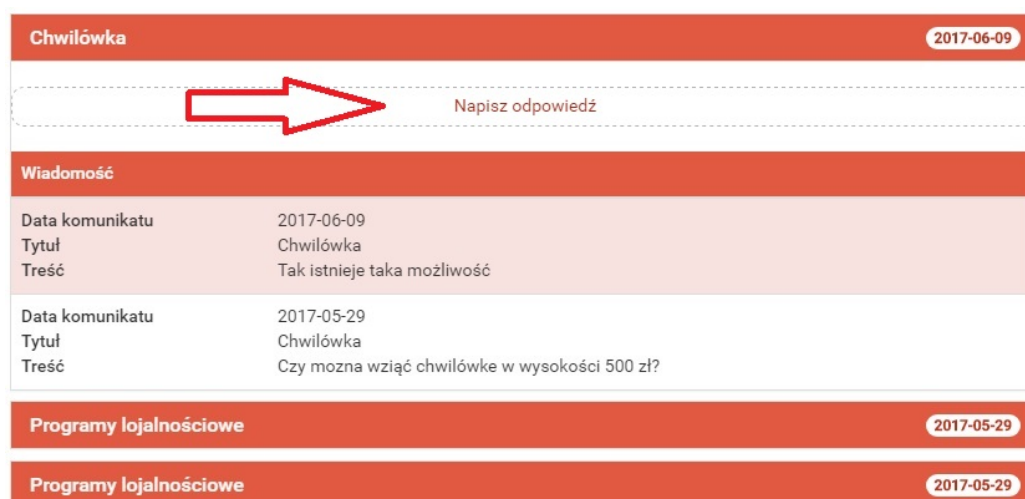 Chwilówka 2017-06-09
Napisz odpowiedź
Wiadomość
Data komunikatu 2017-06-09
Tytuł Chwilówka
Treść Tak istnieje taka możliwość
Data komunikatu 2017-05-29
Tytuł Chwilówka
Treść Czy mozna wziąć chwilówke w wysokości 500 zł?
Programy lojalnościowe 2017-05-29
Programy lojalnościowe 2017-05-29